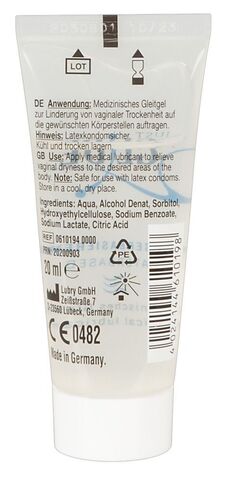 LOT
DE Anwendung: Medizinisches Gleitgel
zur Linderung von vaginaler Trockenheit auf
die gewünschten Körperstellen auftragen.
Hinweis: Latexkondomsicher.
Kühl und trocken lagern.
GB Use: Apply medical lubricant to relieve
vaginal dryness to the desired areas of the
body. Note: Safe for use with latex condoms.
Store in a cool, dry place.
Ingredients: Aqua, Alcohol Denat, Sorbitol,
Hydroxyethylcellulose, Sodium Benzoate,
Sodium Lactate, Citric Acid
REF: 0610194 0000
PRN: 20200903
20 ml e
PE
Lubry GmbH
Zeißstraße 7
23560 Lübeck, Germany
CE 0482
Made in Germany.
4 024144 610198